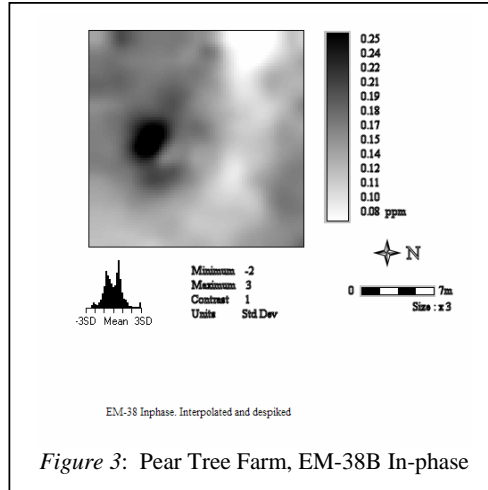 0.25
0.24
0.22
0.21
0.19
0.18
0.17
0.15
0.14
0.12
0.11
0.10
0.08 ppm
N
Minimum -2
Maximum 3
Contrast 1
Units Std Dev
0 7m
Size : x 3
-3SD Mean 3SD
EM-38 Inphase. Interpolated and despiked
Figure 3: Pear Tree Farm, EM-38B In-phase